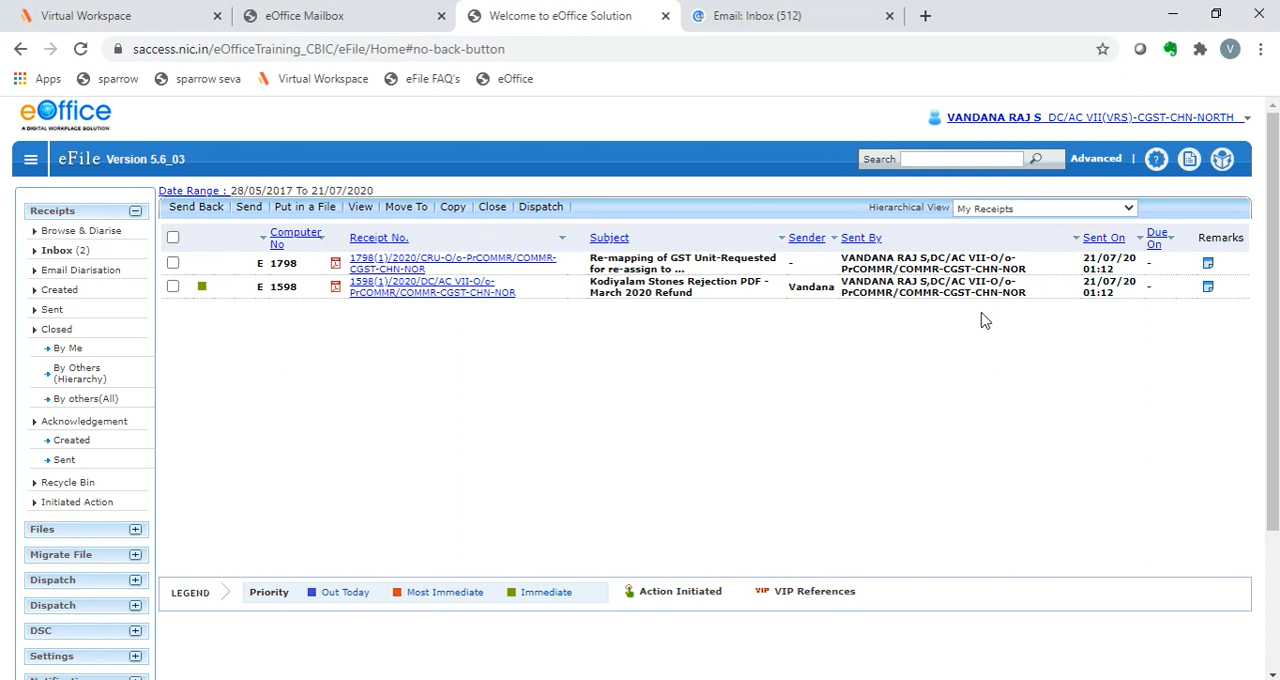 Virtual Workspace
eOffice Mailbox
Welcome to eOffice Solution
Email: Inbox (512)
saccess.nic.in/eOfficeTraining_CBIC/eFile/Home#no-back-button
V
Apps
sparrow
sparrow seva
Virtual Workspace
eFile FAQ's
eOffice
eOffice
A DIGITAL WORKPLACE SOLUTION
VANDANA RAJ S DC/AC VII(VRS)-CGST-CHN-NORTH
eFile Version 5.6_03
Search
Advanced
Date Range : 28/05/2017 To 21/07/2020
Send Back
Send
Put in a File
View
Move To
Copy
Close
Dispatch
Hierarchical View
My Receipts
Computer No
Receipt No.
Subject
Sender
Sent By
Sent On
Due On
Remarks
E 1798
1798(1)/2020/CRU-O/o-PrCOMMR/COMMR-
CGST-CHN-NOR
Re-mapping of GST Unit-Requested
for re-assign to ...
-
VANDANA RAJ S,DC/AC VII-O/o-
PrCOMMR/COMMR-CGST-CHN-NOR
21/07/20
01:12
-
E 1598
1598(1)/2020/DC/AC VII-O/o-
PrCOMMR/COMMR-CGST-CHN-NOR
Kodiyalam Stones Rejection PDF -
March 2020 Refund
Vandana
VANDANA RAJ S,DC/AC VII-O/o-
PrCOMMR/COMMR-CGST-CHN-NOR
21/07/20
01:12
-
Receipts
Browse & Diarise
Inbox (2)
Email Diarisation
Created
Sent
Closed
By Me
By Others
(Hierarchy)
By others(All)
Acknowledgement
Created
Sent
Recycle Bin
Initiated Action
Files
Migrate File
Dispatch
Dispatch
DSC
Settings
LEGEND
Priority
Out Today
Most Immediate
Immediate
Action Initiated
VIP VIP References